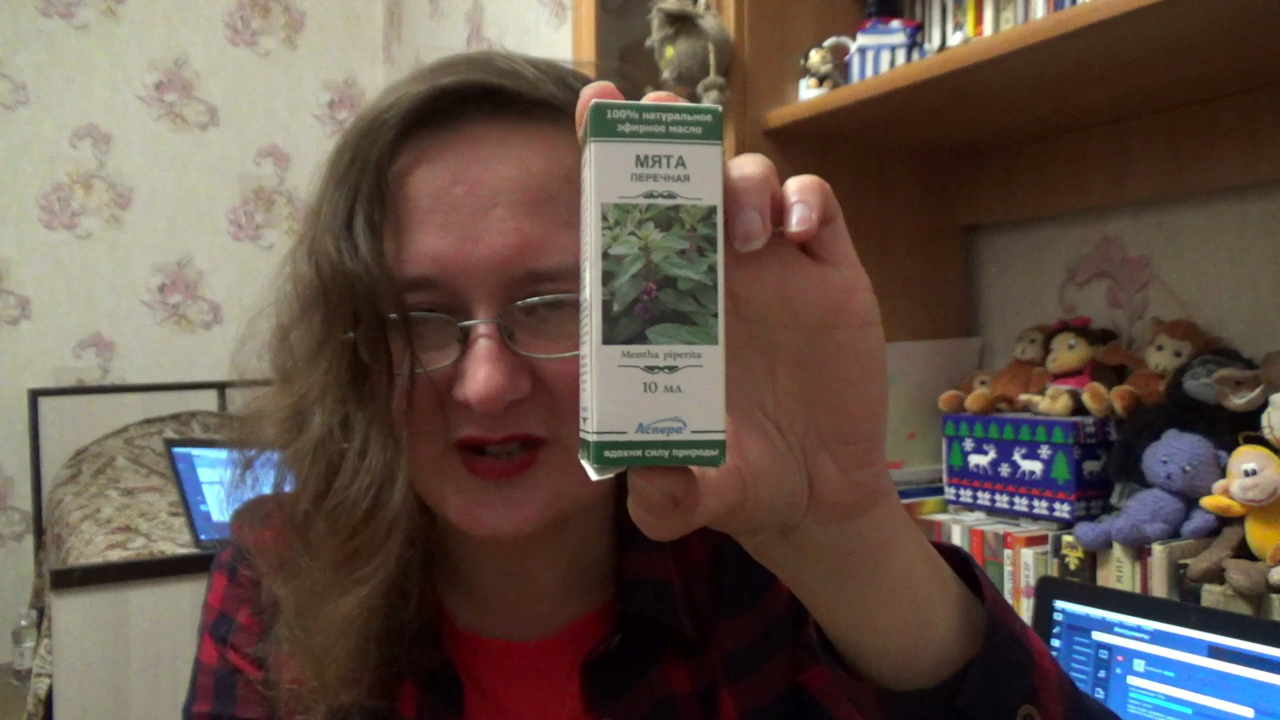 100% натуральное
эфирное масло
МЯТА
ПЕРЕЧНАЯ
Mentha piperita
10 мл
Аспера
вдохни силу природы